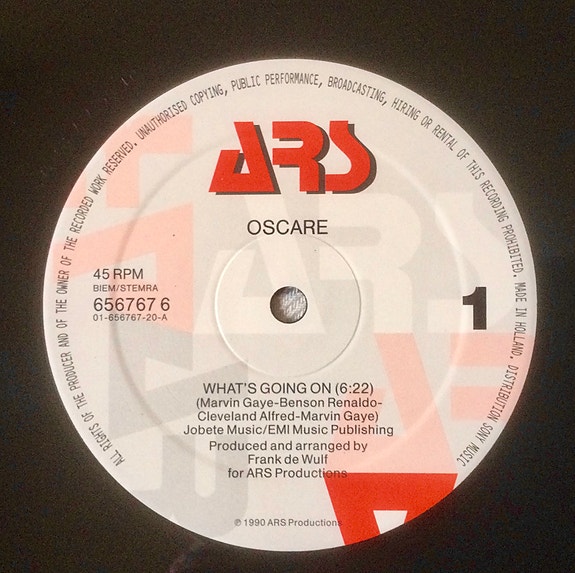 ALL RIGHTS OF THE PRODUCER AND OF THE OWNER OF THE RECORDED WORK RESERVED. UNAUTHORISED COPYING, PUBLIC PERFORMANCE, BROADCASTING, HIRING OR RENTAL OF THIS RECORDING PROHIBITED. MADE IN HOLLAND. DISTRIBUTION SONY MUSIC
ARS
OSCARE
45 RPM
BIEM/STEMRA
656767 6
01-656767-20-A
1
WHAT'S GOING ON (6:22)
(Marvin Gaye-Benson Renaldo-
Cleveland Alfred-Marvin Gaye)
Jobete Music/EMI Music Publishing
Produced and arranged by
Frank de Wulf
for ARS Productions
℗ 1990 ARS Productions